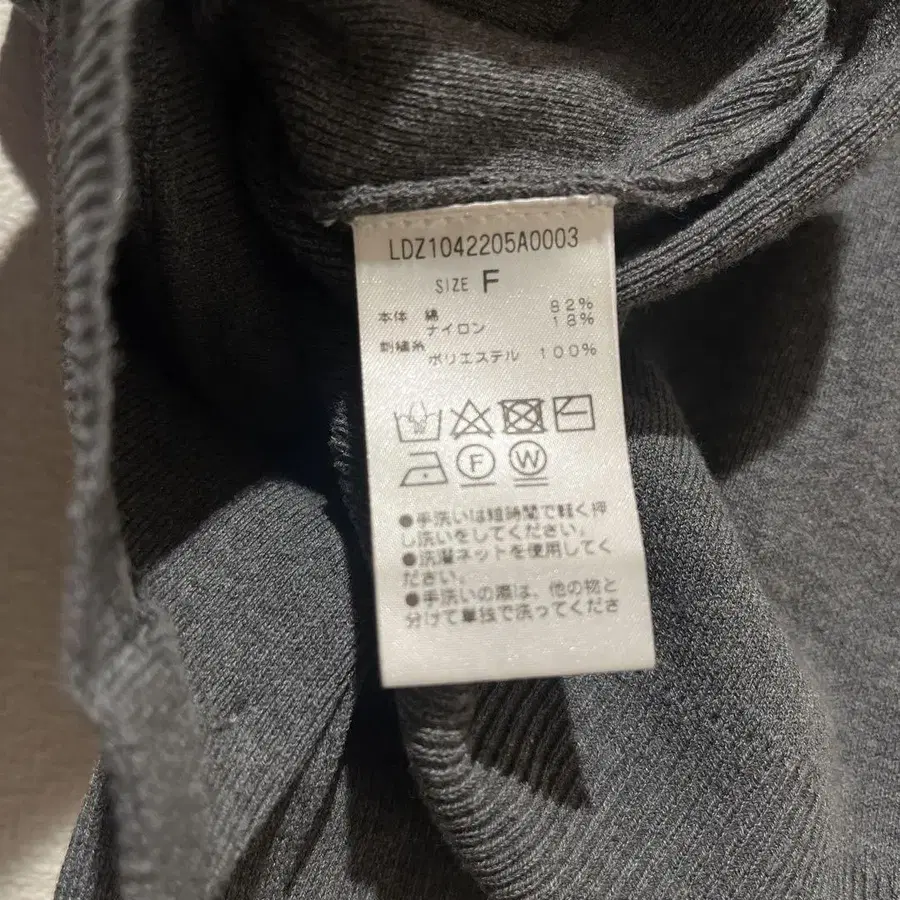 LDZ1042205A0003
SIZE F
本体 綿 82%
ナイロン 18%
刺繍糸
ポリエステル 100%
F W
●手洗いは短時間で軽く押
し洗いをしてください。
●洗濯ネットを使用してく
ださい。
●手洗いの際は、他の物と
分けて単独で洗ってくださ